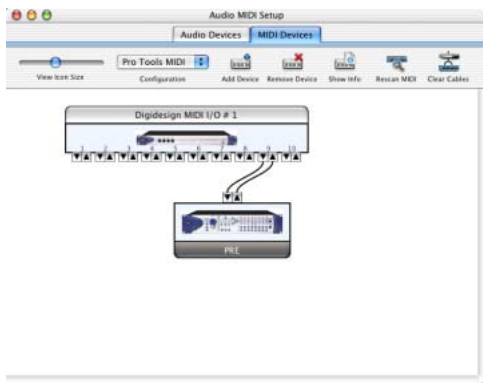 Audio MIDI Setup
Audio Devices MIDI Devices
Pro Tools MIDI
View Icon Size Configuration Add Device Remove Device Show Info Rescan MIDI Clear Cables
Digidesign MIDI I/O # 1
1 2 3 4 5 6 7 8 9 10
PRE